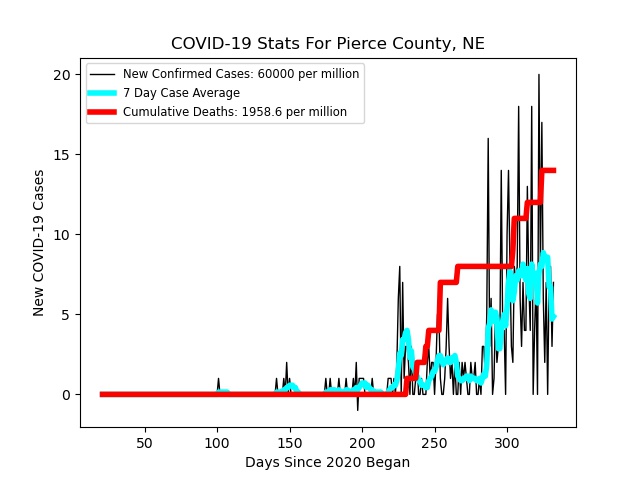 COVID-19 Stats For Pierce County, NE
New Confirmed Cases: 60000 per million
7 Day Case Average
Cumulative Deaths: 1958.6 per million
New COVID-19 Cases
20
15
10
5
0
50 100 150 200 250 300
Days Since 2020 Began